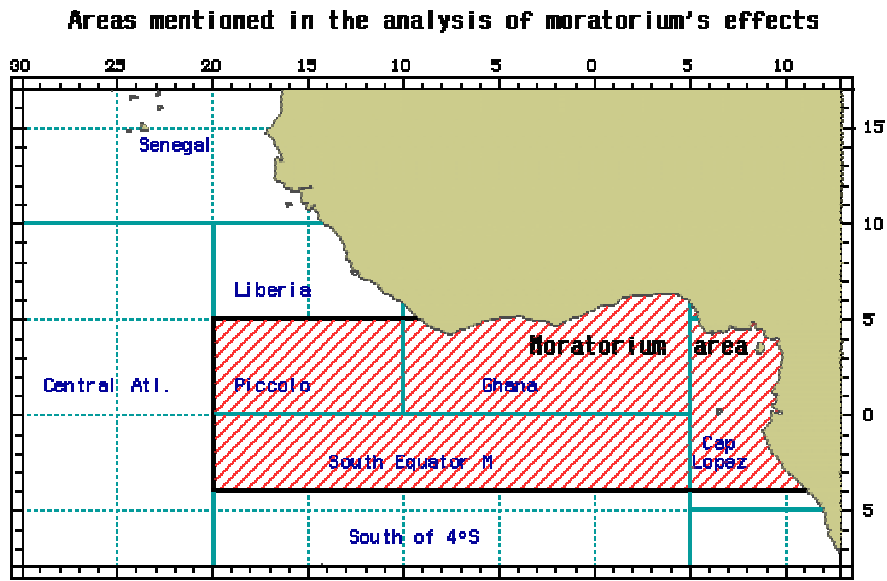 Areas mentioned in the analysis of moratorium's effects
30 25 20 15 10 5 0 5 10
15
Senegal
10
Liberia
5
Moratorium area
Central Atl. Piccolo Ghana
0
Cap
South Equator M Lopez
5
South of 4°S